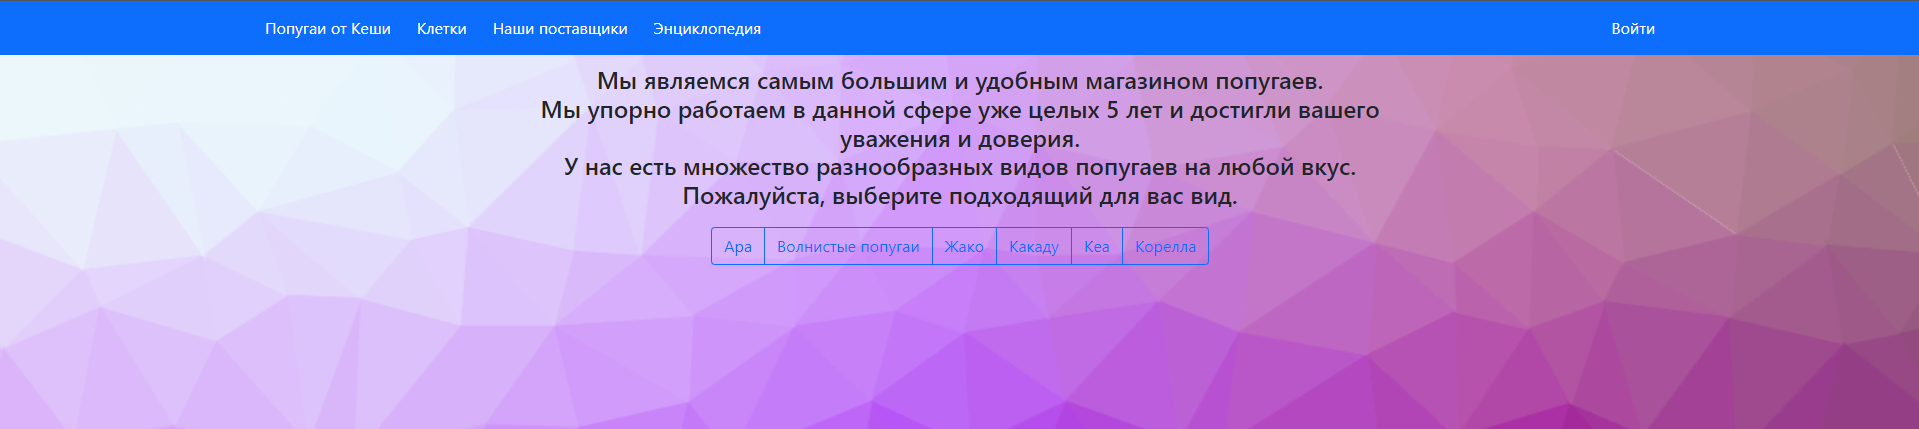 Попугаи от Кеши Клетки Наши поставщики Энциклопедия Войти
Мы являемся самым большим и удобным магазином попугаев.
Мы упорно работаем в данной сфере уже целых 5 лет и достигли вашего
уважения и доверия.
У нас есть множество разнообразных видов попугаев на любой вкус.
Пожалуйста, выберите подходящий для вас вид.
Ара Волнистые попугаи Жако Какаду Кеа Корелла